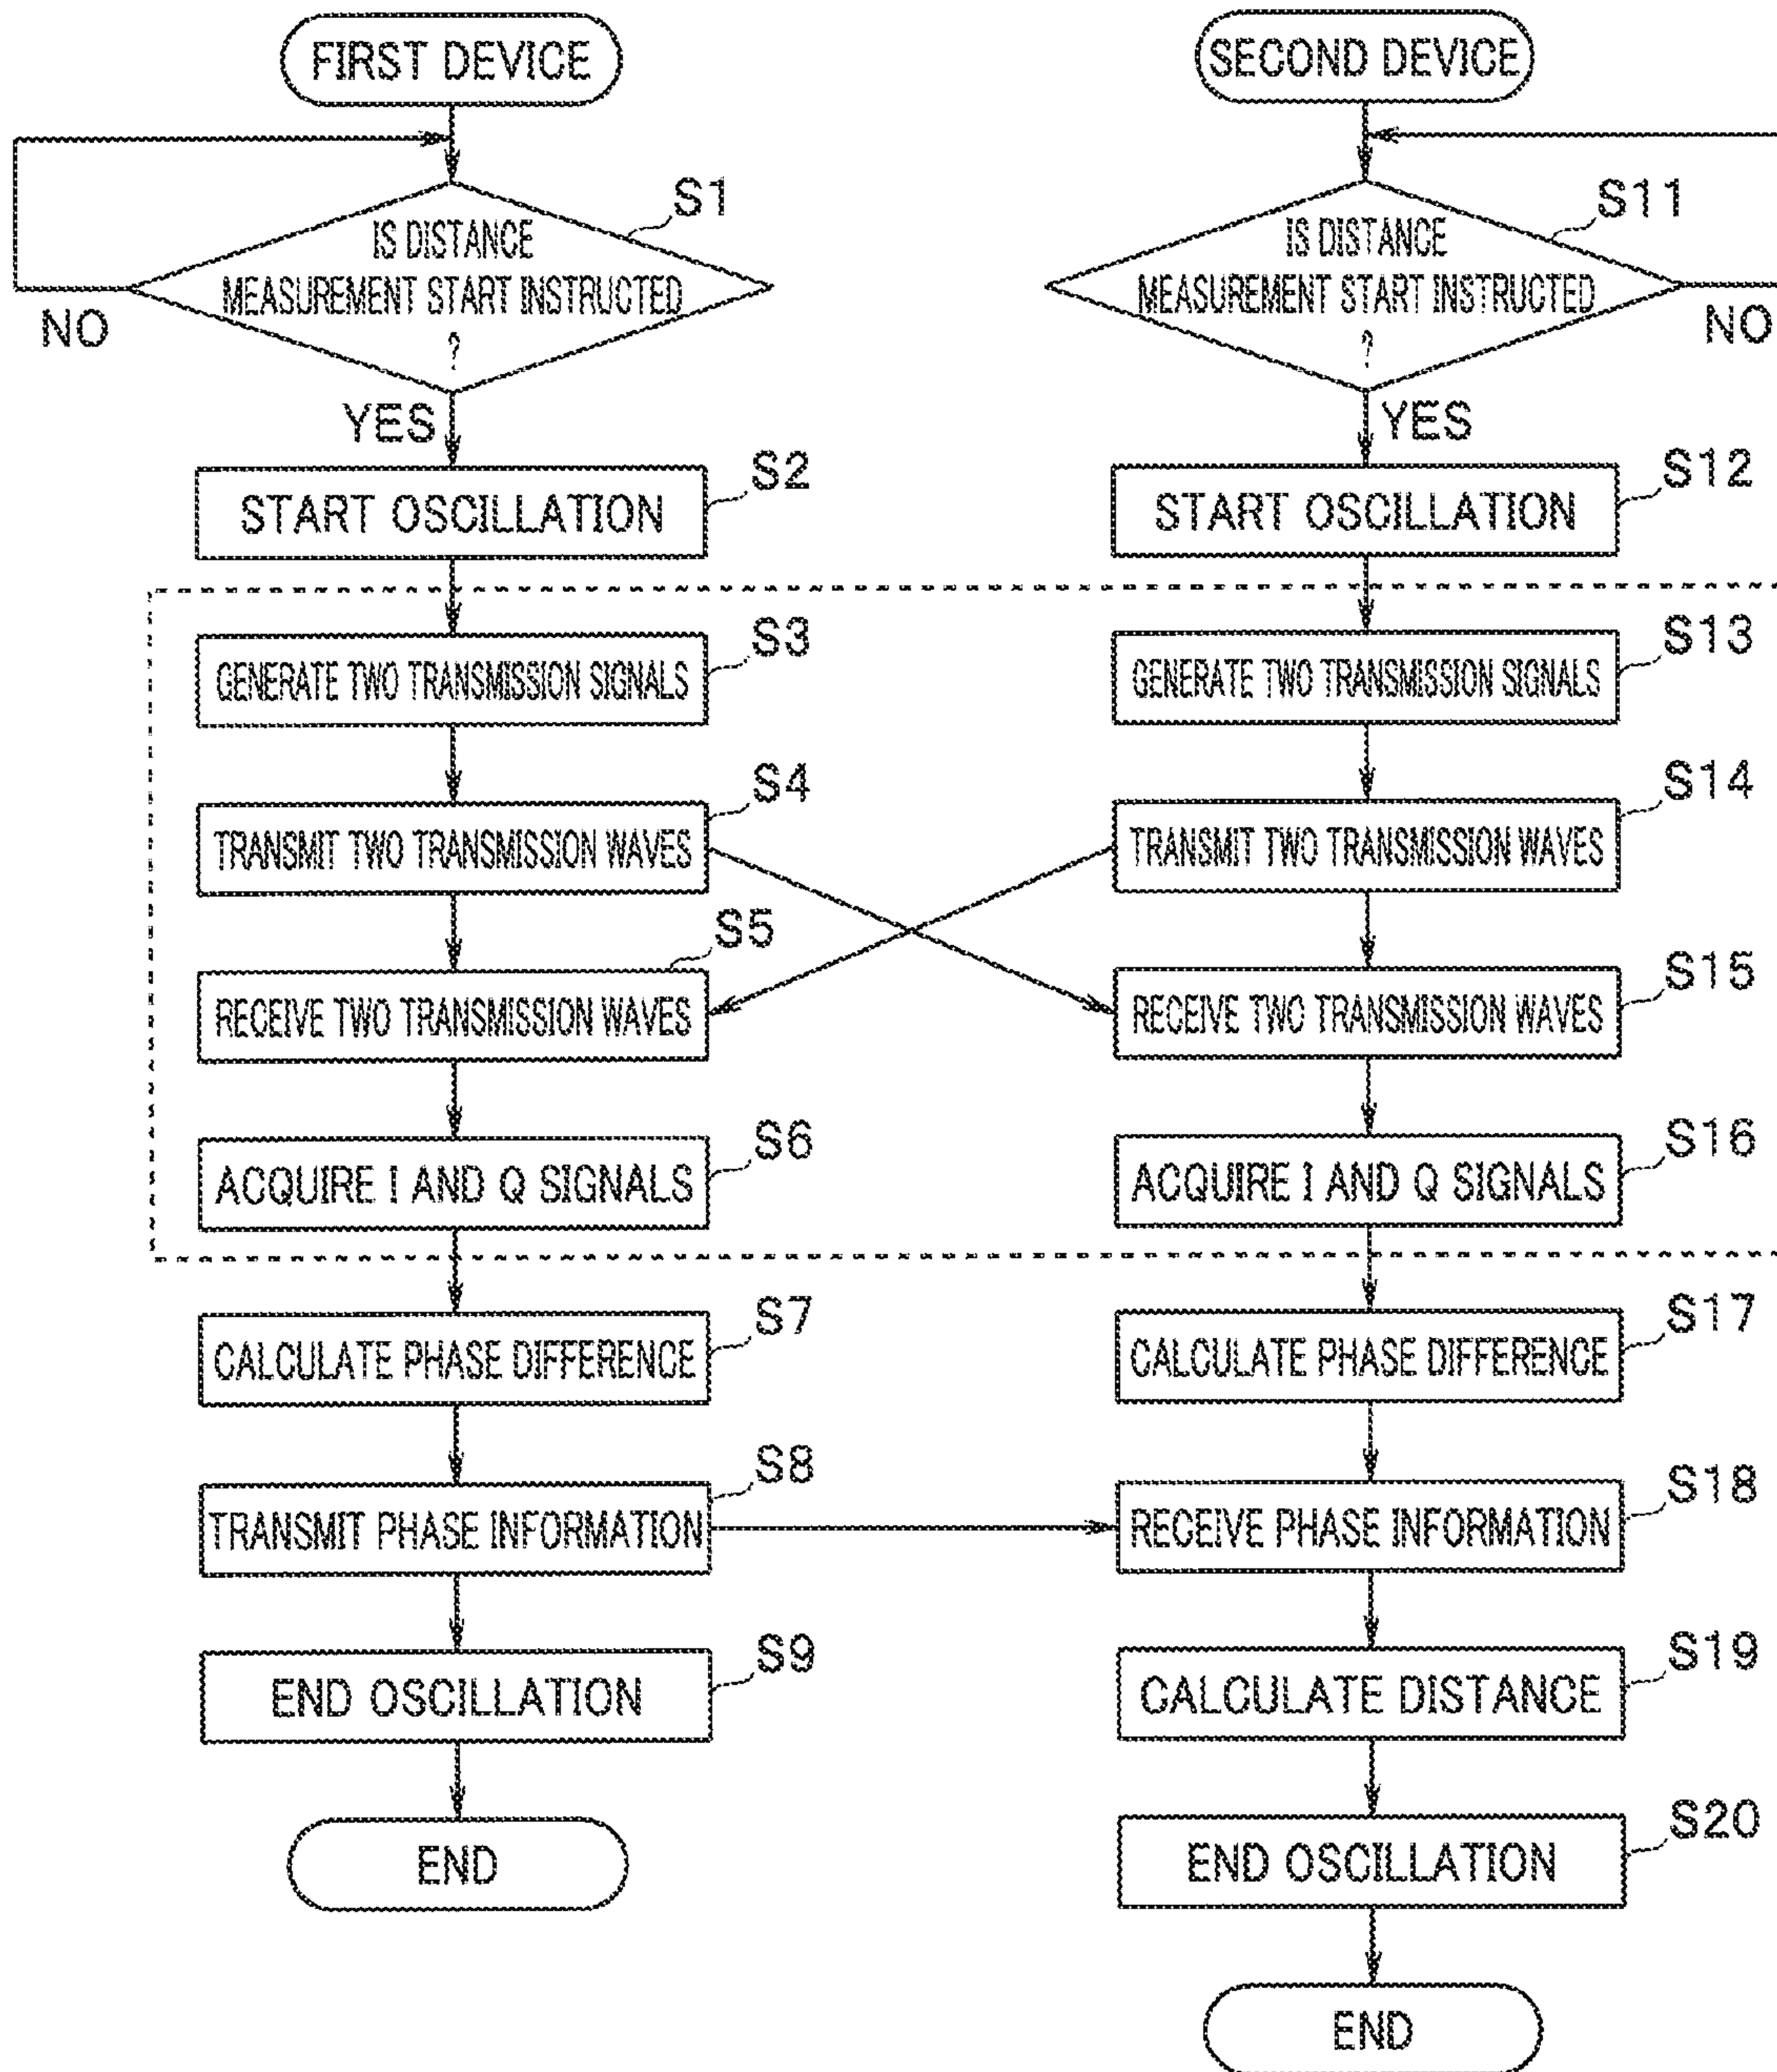 FIRST DEVICE
S1
IS DISTANCE
MEASUREMENT START INSTRUCTED
?
NO
YES
S2
START OSCILLATION
S3
GENERATE TWO TRANSMISSION SIGNALS
S4
TRANSMIT TWO TRANSMISSION WAVES
S5
RECEIVE TWO TRANSMISSION WAVES
S6
ACQUIRE I AND Q SIGNALS
S7
CALCULATE PHASE DIFFERENCE
S8
TRANSMIT PHASE INFORMATION
S9
END OSCILLATION
END
SECOND DEVICE
S11
IS DISTANCE
MEASUREMENT START INSTRUCTED
?
NO
YES
S12
START OSCILLATION
S13
GENERATE TWO TRANSMISSION SIGNALS
S14
TRANSMIT TWO TRANSMISSION WAVES
S15
RECEIVE TWO TRANSMISSION WAVES
S16
ACQUIRE I AND Q SIGNALS
S17
CALCULATE PHASE DIFFERENCE
S18
RECEIVE PHASE INFORMATION
S19
CALCULATE DISTANCE
S20
END OSCILLATION
END